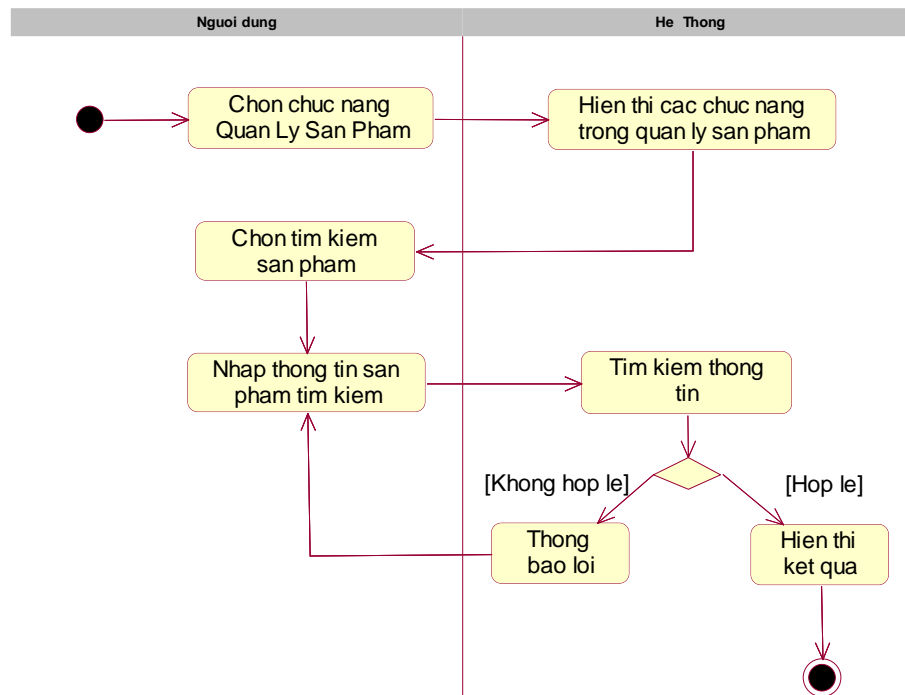 Nguoi dung
He Thong
Chon chuc nang
Quan Ly San Pham
Hien thi cac chuc nang
trong quan ly san pham
Chon tim kiem
san pham
Nhap thong tin san
pham tim kiem
Tim kiem thong
tin
[Khong hop le]
[Hop le]
Thong
bao loi
Hien thi
ket qua